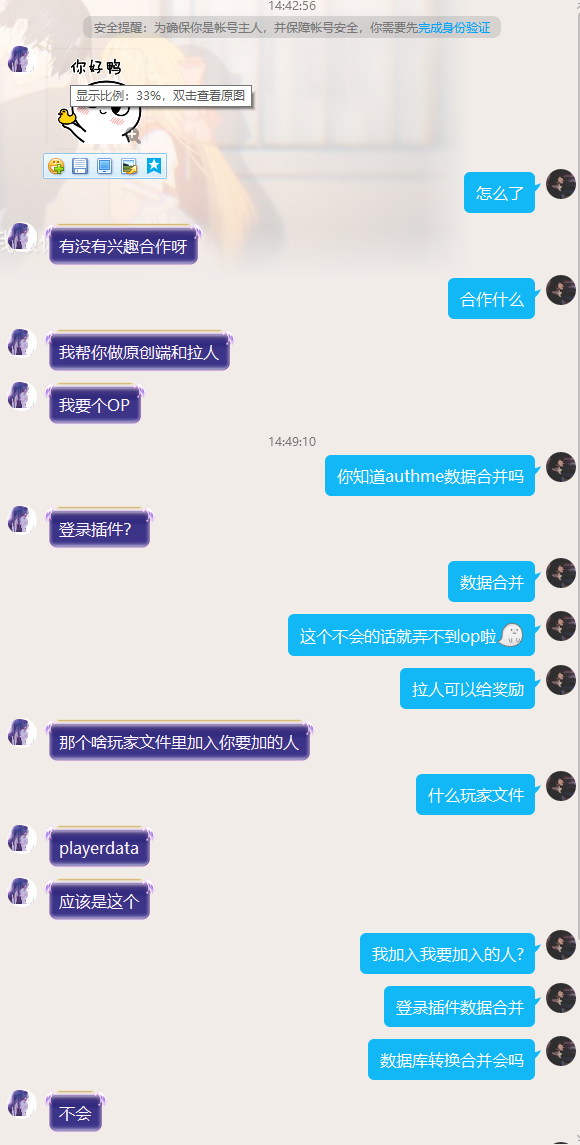 14:42:56
安全提醒：为确保你是帐号主人，并保障帐号安全，你需要先完成身份验证
你好鸭
显示比例：33%，双击查看原图
怎么了
有没有兴趣合作呀
合作什么
我帮你做原创端和拉人
我要个OP
14:49:10
你知道authme数据合并吗
登录插件？
数据合并
这个不会的话就弄不到op啦
拉人可以给奖励
那个啥玩家文件里加入你要加的人
什么玩家文件
playerdata
应该是这个
我加入我要加入的人？
登录插件数据合并
数据库转换合并会吗
不会